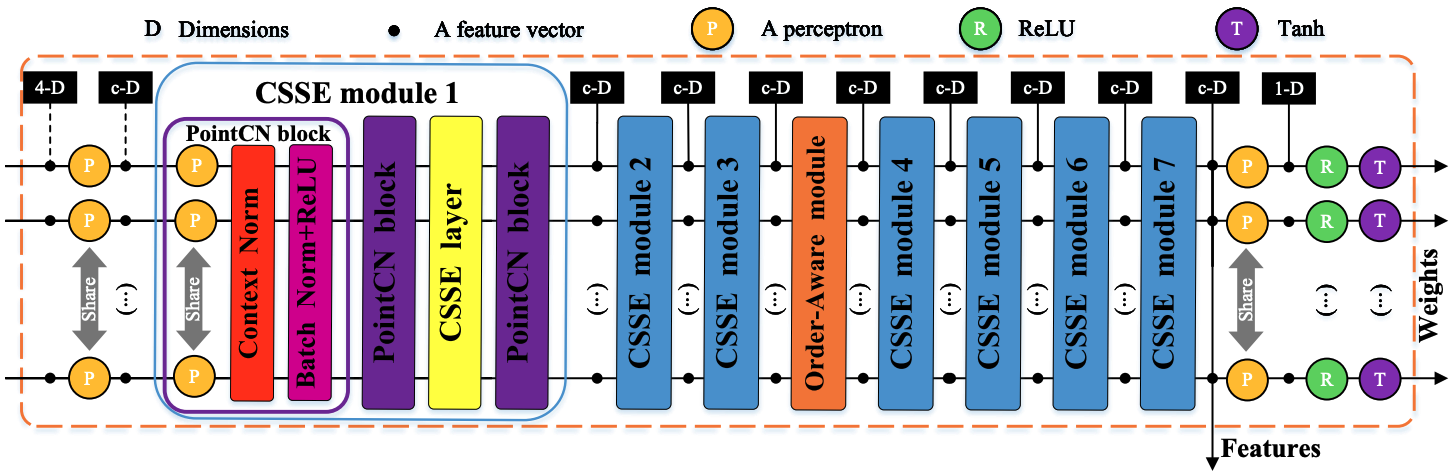 D Dimensions
A feature vector
P A perceptron
R ReLU
T Tanh
4-D
c-D
CSSE module 1
c-D
c-D
c-D
c-D
c-D
c-D
c-D
c-D
1-D
PointCN block
P
P
Share
(...)
P
P
P
Share
P
Context Norm
Batch Norm+ReLU
PointCN block
CSSE layer
PointCN block
(...)
CSSE module 2
(...)
CSSE module 3
(...)
Order-Aware module
(...)
CSSE module 4
(...)
CSSE module 5
(...)
CSSE module 6
(...)
CSSE module 7
P
R
T
P
R
T
Share
(...)
(...)
P
R
T
Weights
Features